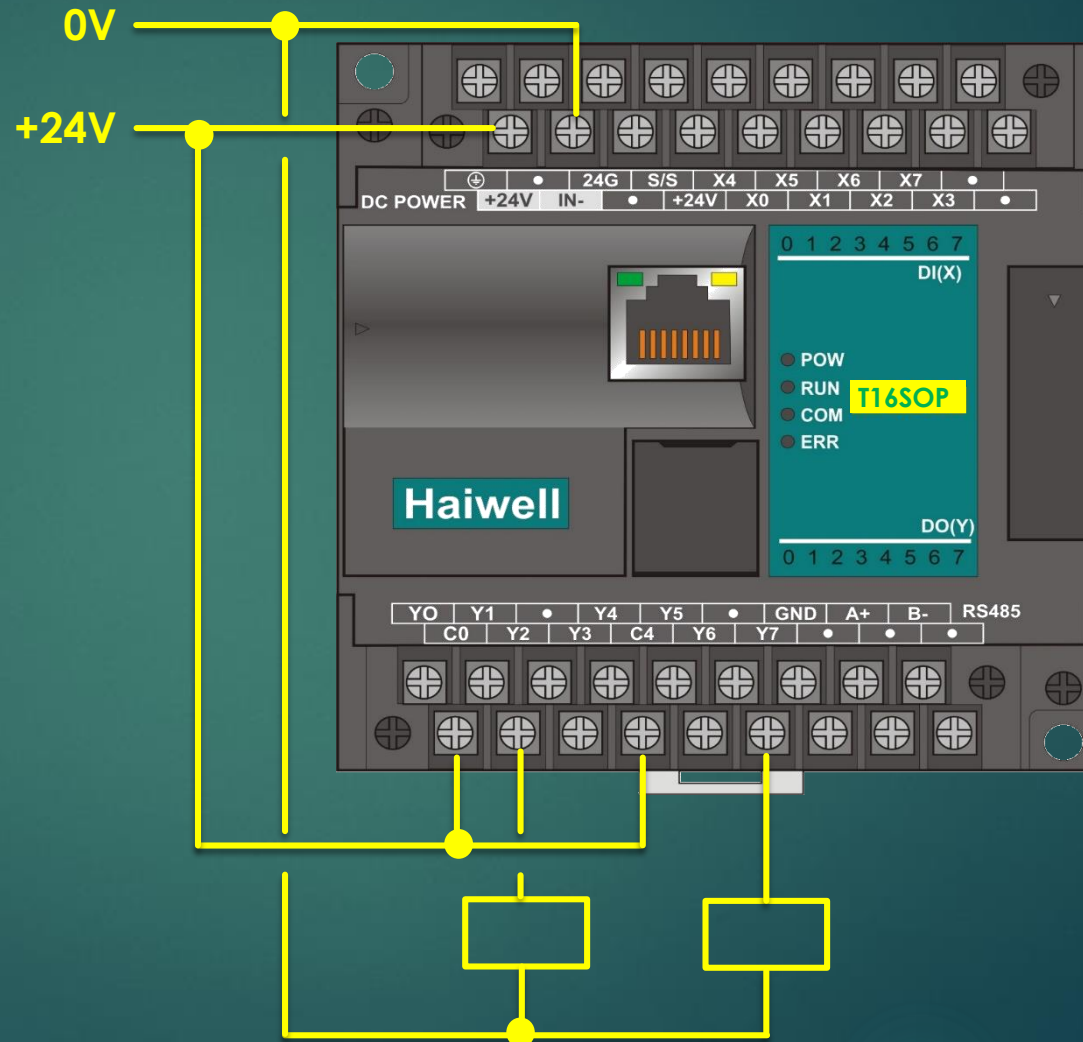 0V
+24V
⏚ • 24G S/S X4 X5 X6 X7 •
DC POWER +24V IN- • +24V X0 X1 X2 X3 •
0 1 2 3 4 5 6 7
DI(X)
POW
RUN
T16SOP
COM
ERR
Haiwell
DO(Y)
0 1 2 3 4 5 6 7
YO Y1 • Y4 Y5 • GND A+ B- RS485
C0 Y2 Y3 C4 Y6 Y7 • • •